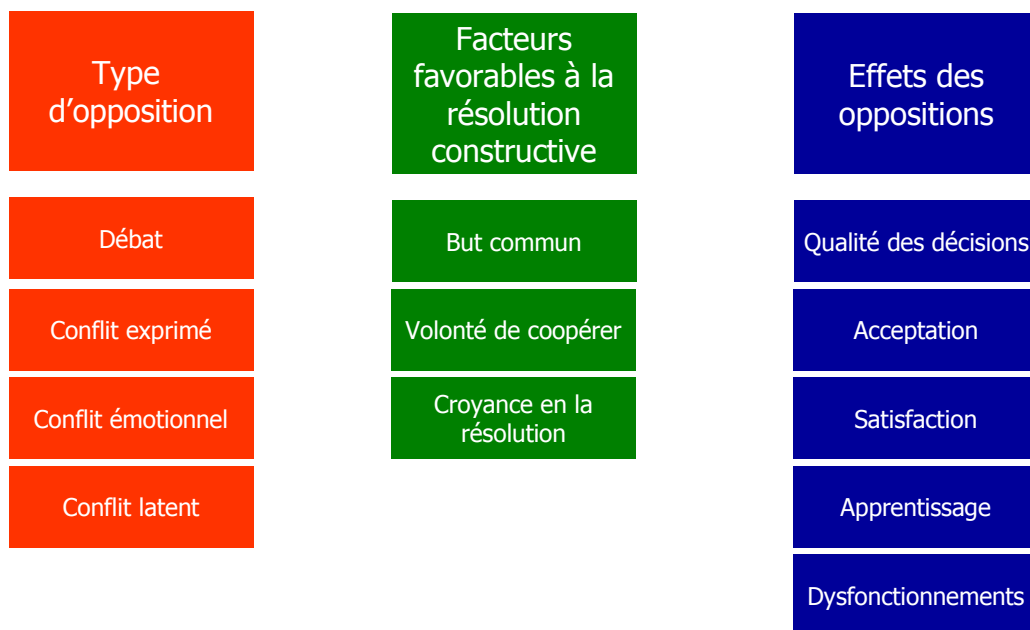 Type
d’opposition
Débat
Conflit exprimé
Conflit émotionnel
Conflit latent
Facteurs
favorables à la
résolution
constructive
But commun
Volonté de coopérer
Croyance en la
résolution
Effets des
oppositions
Qualité des décisions
Acceptation
Satisfaction
Apprentissage
Dysfonctionnements